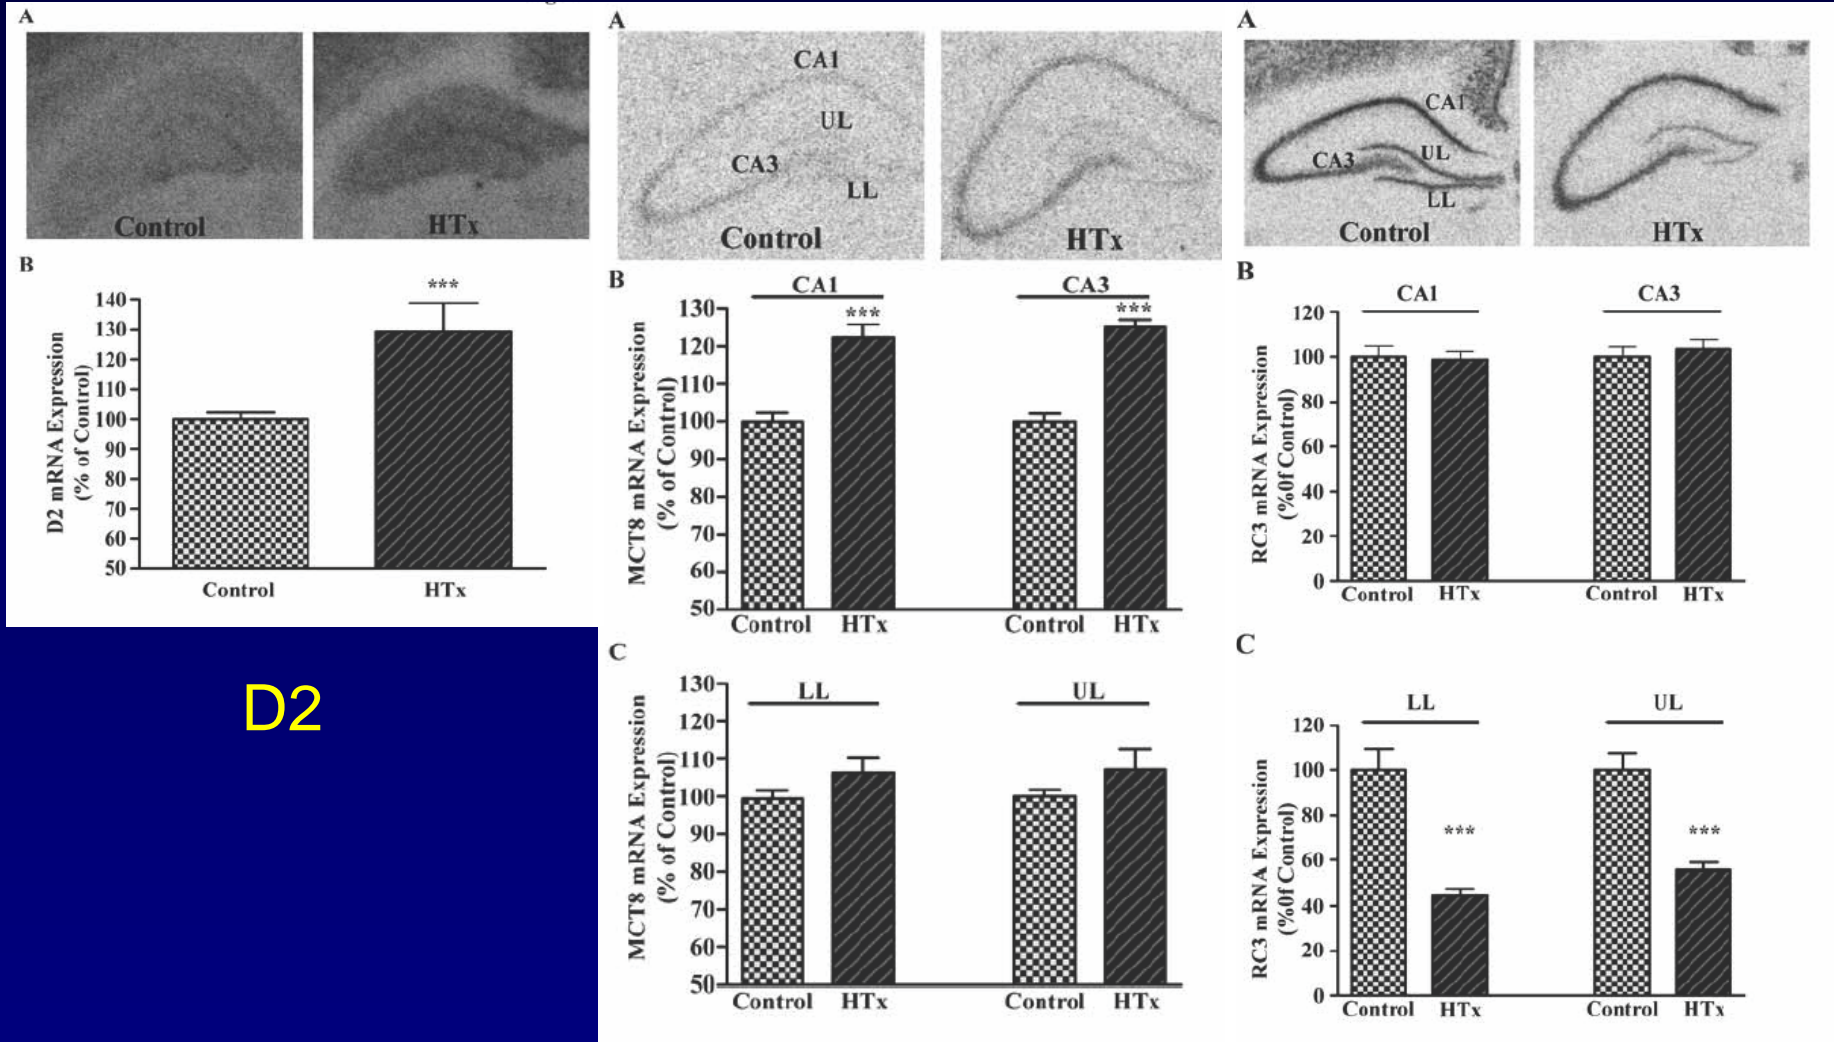 A
Control
HTx
B
D2 mRNA Expression
(% of Control)
140
130
120
110
100
90
80
70
60
50
***
Control HTx
D2
A
CA1
UL
CA3
LL
Control
HTx
B
MCT8 mRNA Expression
(% of Control)
CA1 CA3
130
120
110
100
90
80
70
60
50
*** ***
Control HTx Control HTx
C
MCT8 mRNA Expression
(% of Control)
LL UL
130
120
110
100
90
80
70
60
50
Control HTx Control HTx
A
CA1
UL
CA3
LL
Control
HTx
B
RC3 mRNA Expression
(%0f Control)
CA1 CA3
120
100
80
60
40
20
0
Control HTx Control HTx
C
RC3 mRNA Expression
(%0f Control)
LL UL
120
100
80
60
40
20
0
*** ***
Control HTx Control HTx